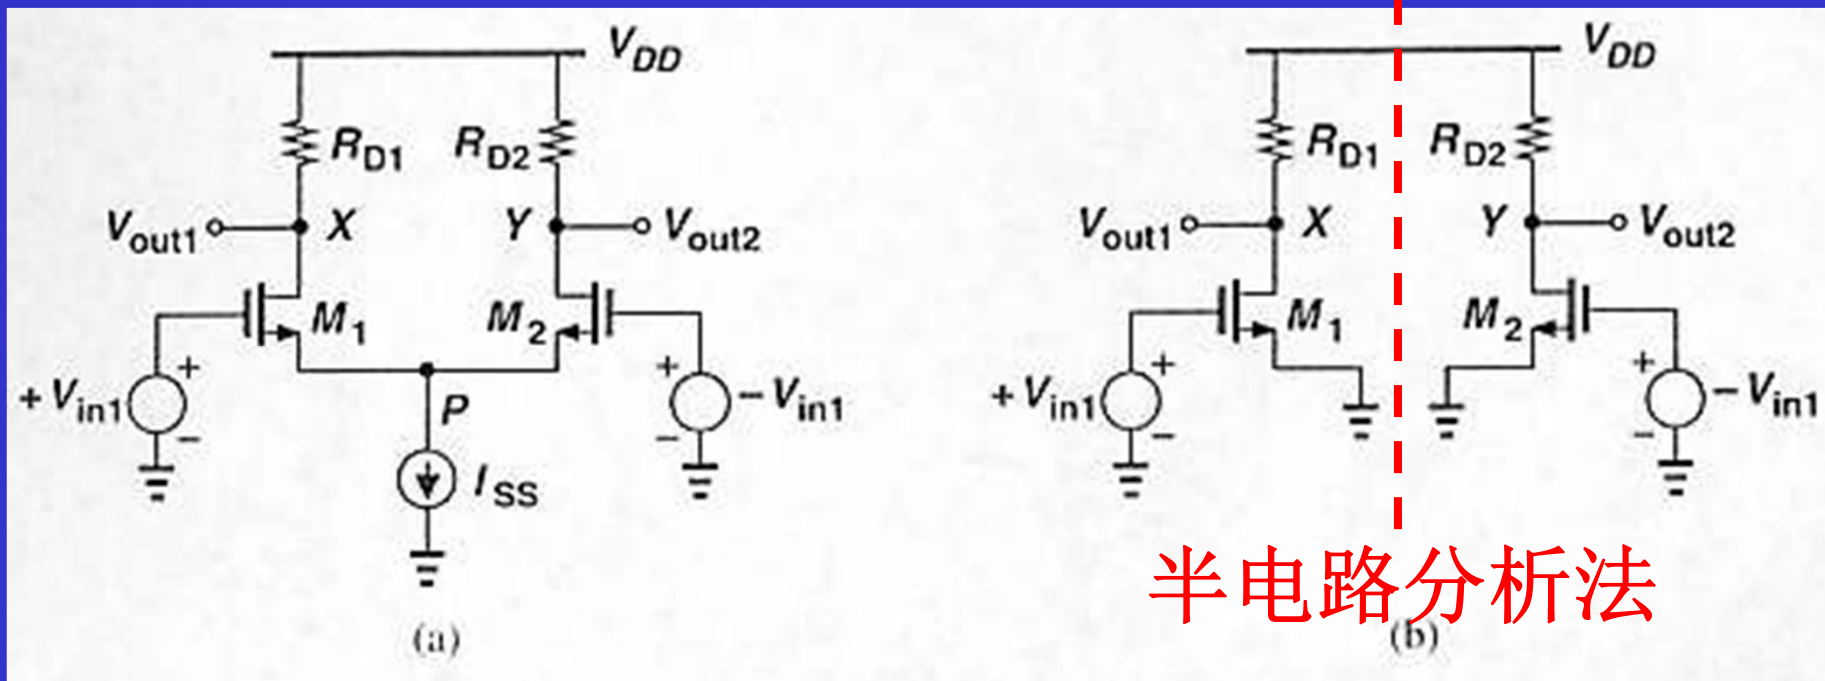 V_DD
R_D1 R_D2
V_out1 X Y V_out2
M_1 M_2
+ + V_in1 - P + - V_in1 -
I_SS
(a)
V_DD
R_D1 R_D2
V_out1 X Y V_out2
M_1 M_2
+ + V_in1 - + - V_in1 -
半电路分析法
(b)